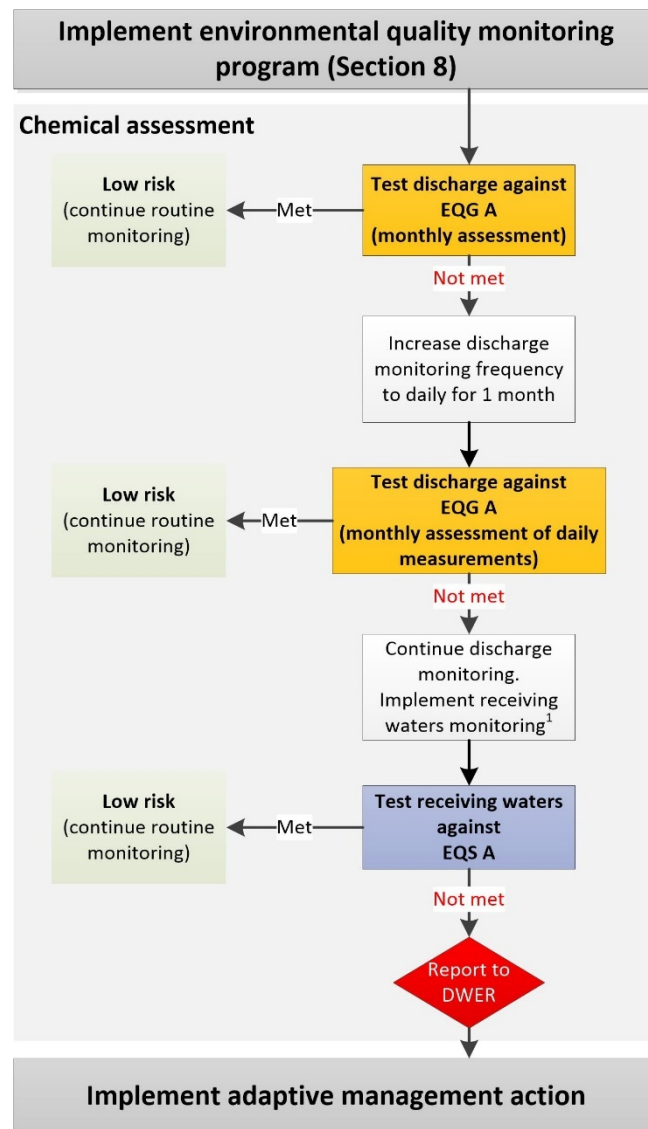 Implement environmental quality monitoring
program (Section 8)
Chemical assessment
Low risk
(continue routine
monitoring)
Met
Test discharge against
EQG A
(monthly assessment)
Not met
Increase discharge
monitoring frequency
to daily for 1 month
Low risk
(continue routine
monitoring)
Met
Test discharge against
EQG A
(monthly assessment of daily
measurements)
Not met
Continue discharge
monitoring.
Implement receiving
waters monitoring¹
Low risk
(continue routine
monitoring)
Met
Test receiving waters
against
EQS A
Not met
Report to
DWER
Implement adaptive management action